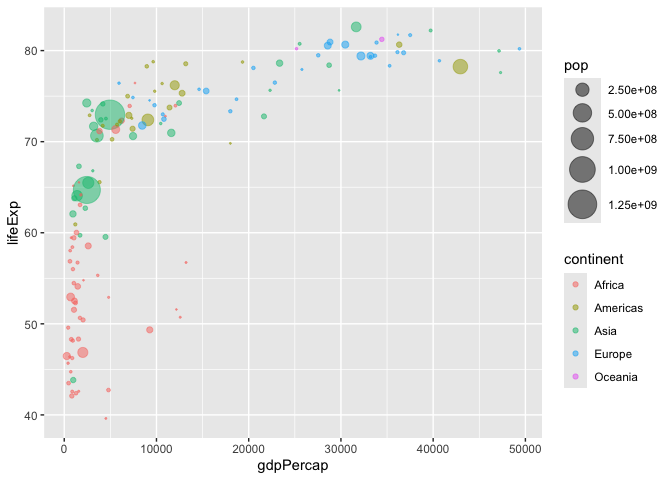 80
70
60
50
40
lifeExp
0 10000 20000 30000 40000 50000
gdpPercap
pop
2.50e+08
5.00e+08
7.50e+08
1.00e+09
1.25e+09
continent
Africa
Americas
Asia
Europe
Oceania